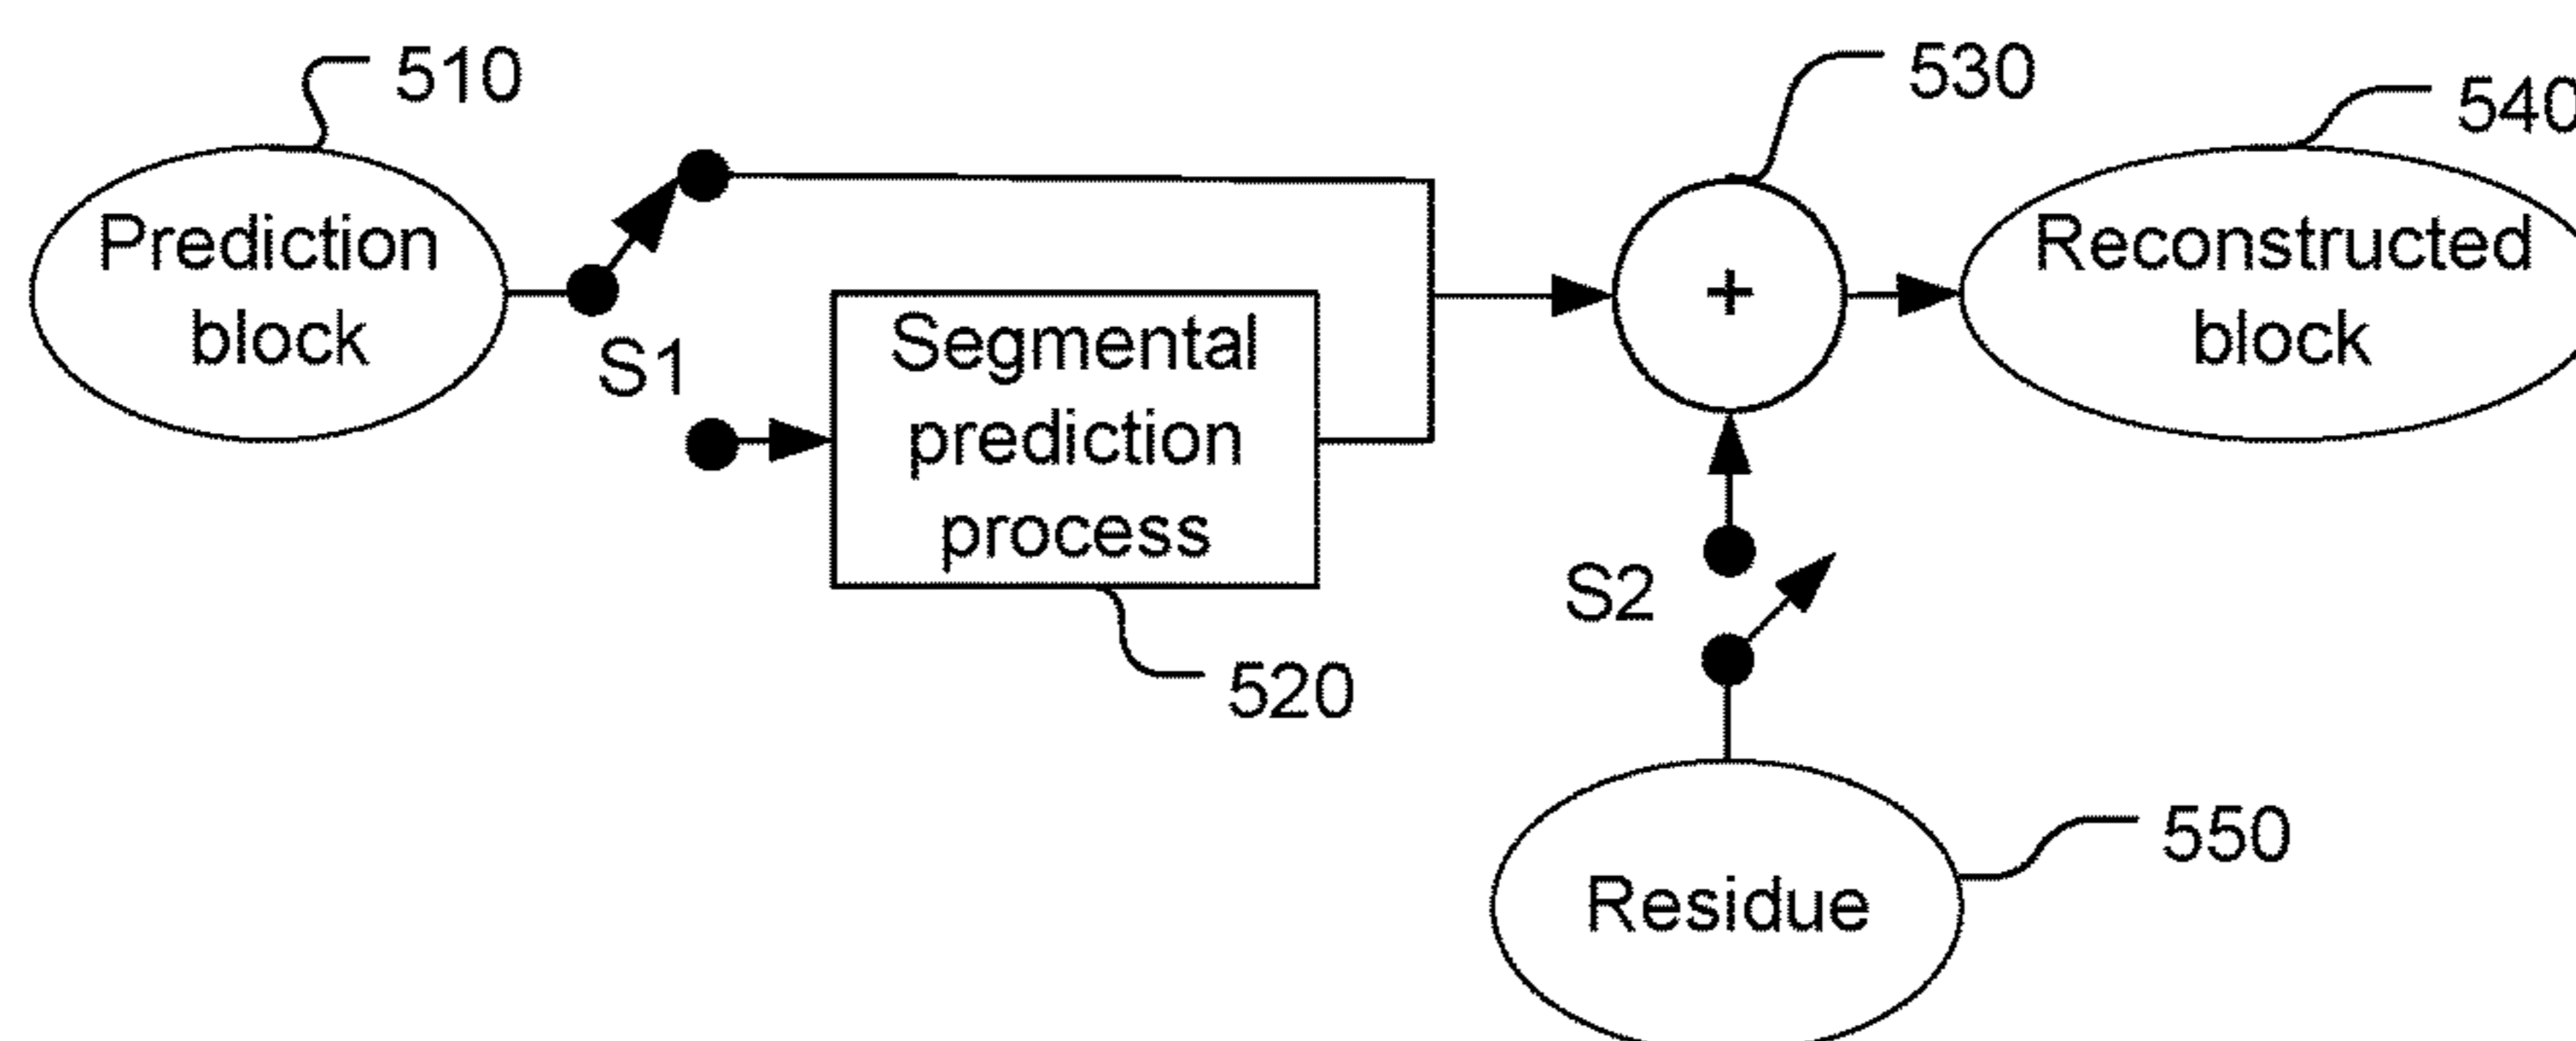 510
530
540
Prediction
block
S1
Segmental
prediction
process
+
Reconstructed
block
S2
520
550
Residue